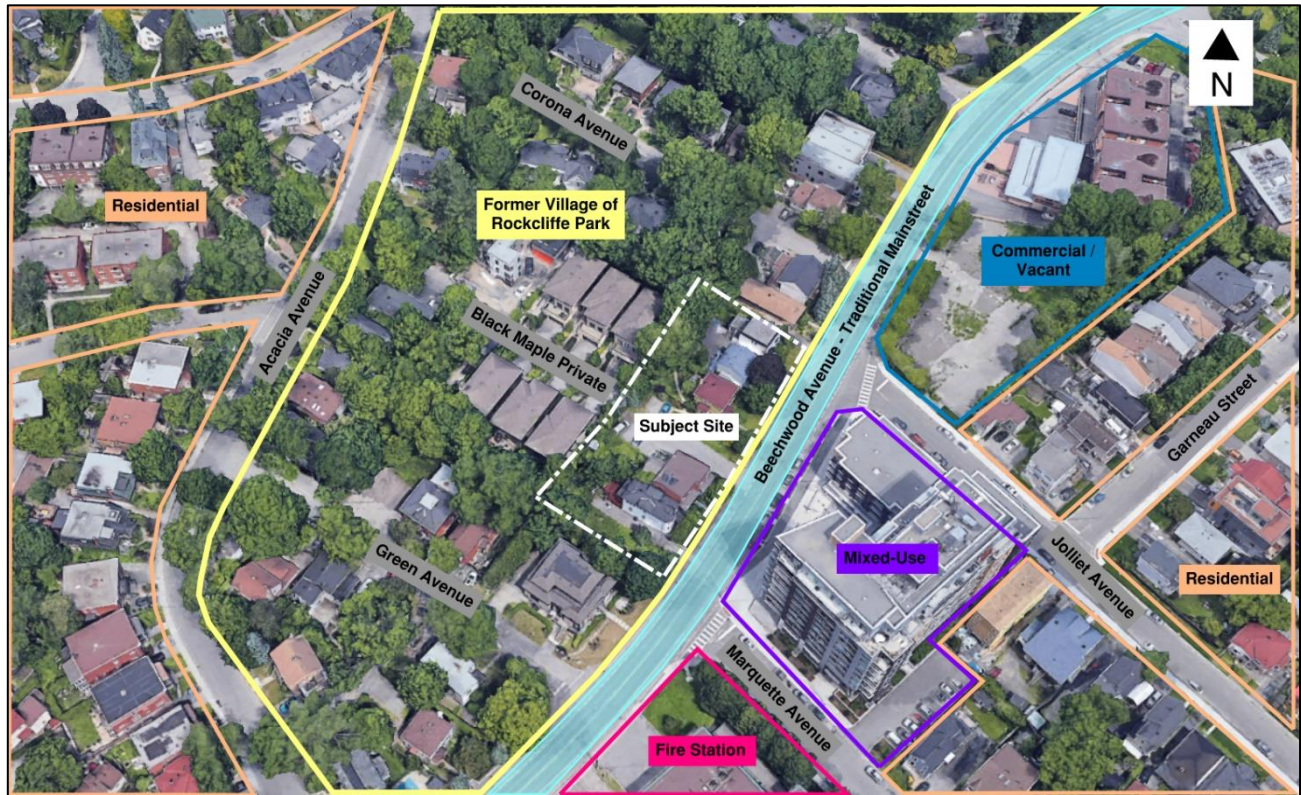 N
Corona Avenue
Residential
Former Village of
Rockcliffe Park
Commercial /
Vacant
Acacia Avenue
Black Maple Private
Beechwood Avenue - Traditional Mainstreet
Subject Site
Garneau Street
Green Avenue
Mixed-Use
Jolliet Avenue
Residential
Marquette Avenue
Fire Station